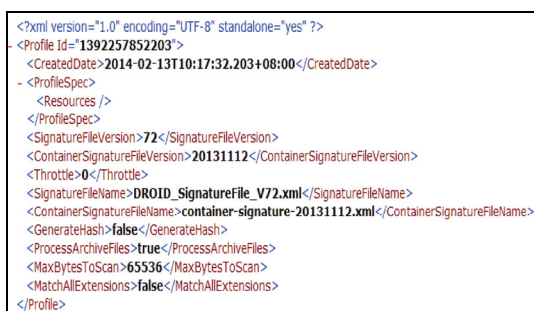 <?xml version="1.0" encoding="UTF-8" standalone="yes" ?>
- <Profile Id="1392257852203">
<CreatedDate>2014-02-13T10:17:32.203+08:00</CreatedDate>
- <ProfileSpec>
<Resources />
</ProfileSpec>
<SignatureFileVersion>72</SignatureFileVersion>
<ContainerSignatureFileVersion>20131112</ContainerSignatureFileVersion>
<Throttle>0</Throttle>
<SignatureFileName>DROID_SignatureFile_V72.xml</SignatureFileName>
<ContainerSignatureFileName>container-signature-20131112.xml</ContainerSignatureFileName>
<GenerateHash>false</GenerateHash>
<ProcessArchiveFiles>true</ProcessArchiveFiles>
<MaxBytesToScan>65536</MaxBytesToScan>
<MatchAllExtensions>false</MatchAllExtensions>
</Profile>